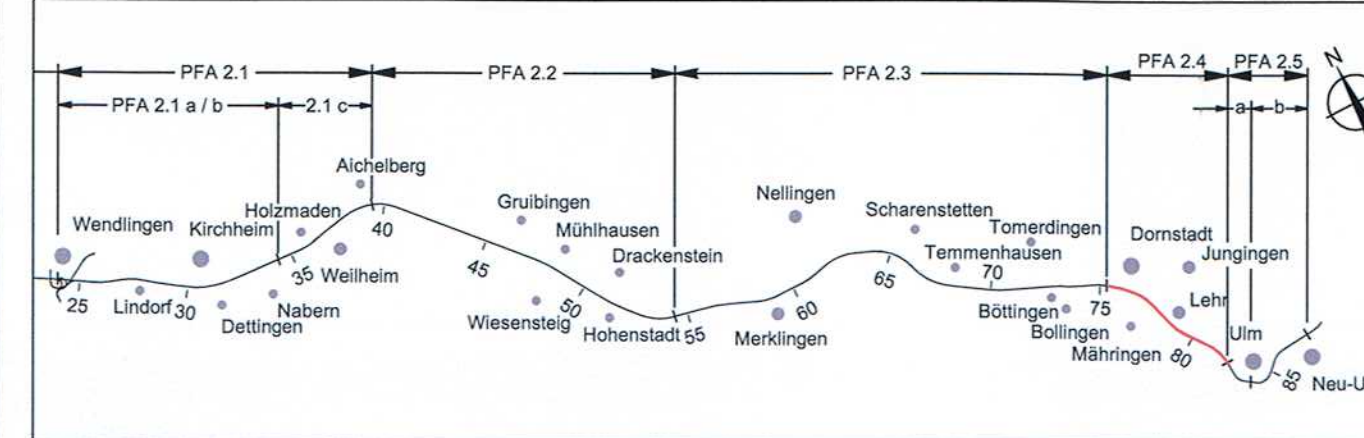 PFA 2.1
PFA 2.2
PFA 2.3
PFA 2.4
PFA 2.5
PFA 2.1 a / b
2.1 c
a
b
N
Aichelberg
Wendlingen
Kirchheim
Holzmaden
Weilheim
Lindorf
Dettingen
Nabern
Gruibingen
Mühlhausen
Drackenstein
Wiesensteig
Hohenstadt
Nellingen
Merklingen
Scharenstetten
Temmenhausen
Tomerdingen
Böttingen
Bollingen
Mähringen
Dornstadt
Jungingen
Lehr
Ulm
Neu-U
25
30
35
40
45
50
55
60
65
70
75
80
85